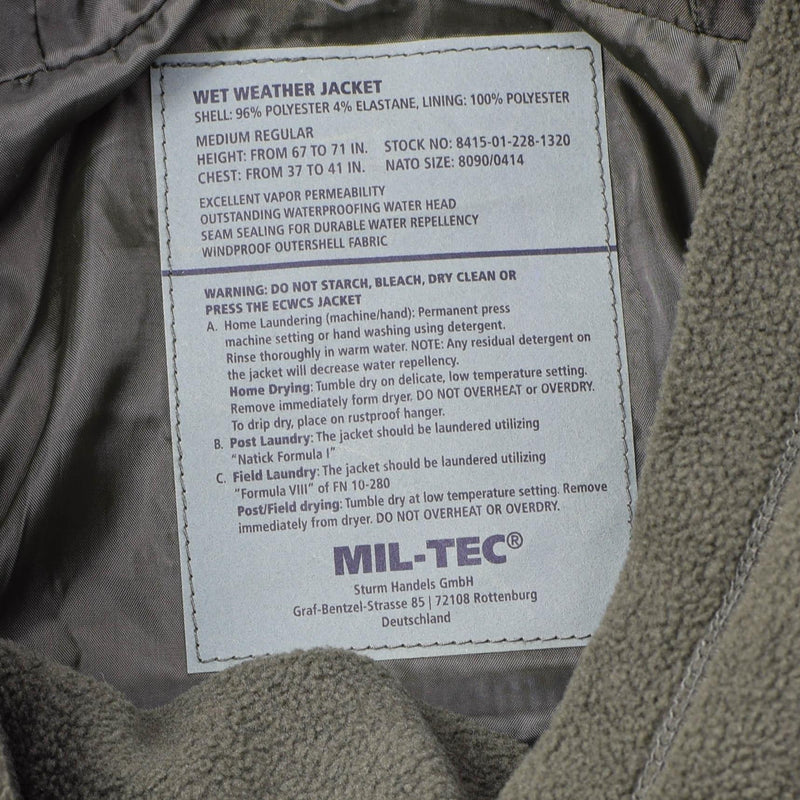 WET WEATHER JACKET
SHELL: 96% POLYESTER 4% ELASTANE, LINING: 100% POLYESTER
MEDIUM REGULAR
HEIGHT: FROM 67 TO 71 IN. STOCK NO: 8415-01-228-1320
CHEST: FROM 37 TO 41 IN. NATO SIZE: 8090/0414
EXCELLENT VAPOR PERMEABILITY
OUTSTANDING WATERPROOFING WATER HEAD
SEAM SEALING FOR DURABLE WATER REPELLENCY
WINDPROOF OUTERSHELL FABRIC
WARNING: DO NOT STARCH, BLEACH, DRY CLEAN OR
PRESS THE ECWCS JACKET
A. Home Laundering (machine/hand): Permanent press
machine setting or hand washing using detergent.
Rinse thoroughly in warm water. NOTE: Any residual detergent on
the jacket will decrease water repellency.
Home Drying: Tumble dry on delicate, low temperature setting.
Remove immediately form dryer. DO NOT OVERHEAT or OVERDRY.
To drip dry, place on rustproof hanger.
B. Post Laundry: The jacket should be laundered utilizing
"Natick Formula I"
C. Field Laundry: The jacket should be laundered utilizing
"Formula VIII" of FN 10-280
Post/Field drying: Tumble dry at low temperature setting. Remove
immediately from dryer. DO NOT OVERHEAT OR OVERDRY.
MIL-TEC®
Sturm Handels GmbH
Graf-Bentzel-Strasse 85 | 72108 Rottenburg
Deutschland